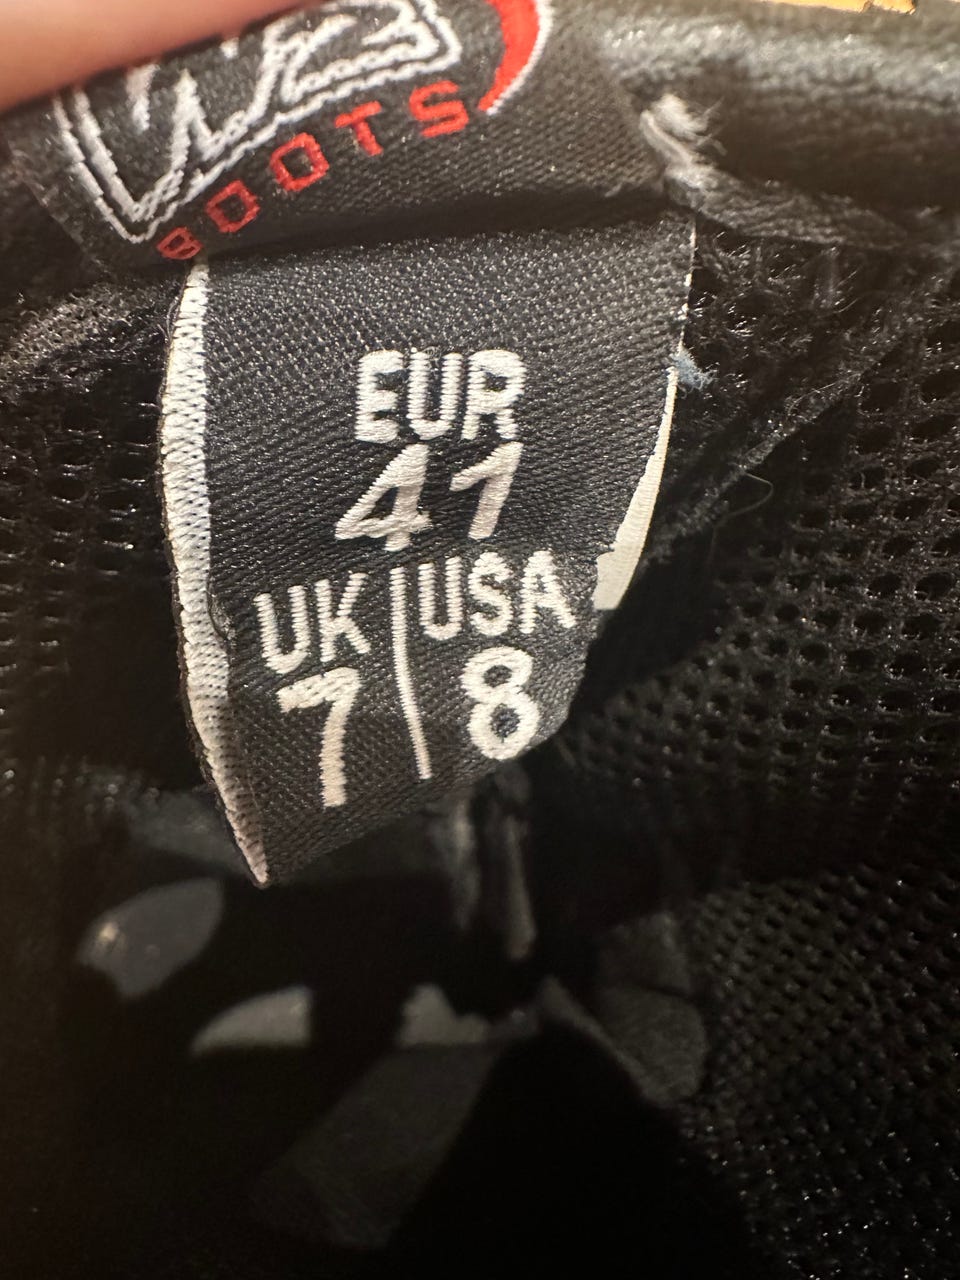 BOOTS
EUR
41
UK | USA
7 | 8